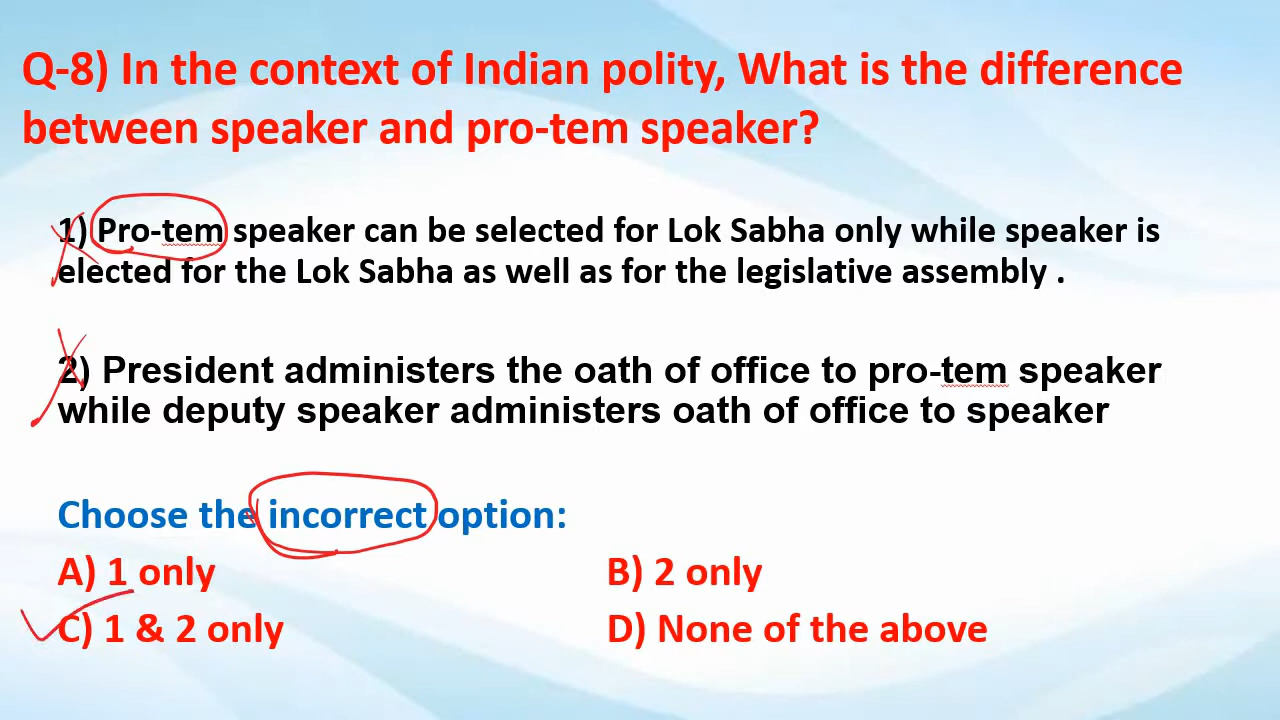 Q-8) In the context of Indian polity, What is the difference
between speaker and pro-tem speaker?
1) Pro-tem speaker can be selected for Lok Sabha only while speaker is
elected for the Lok Sabha as well as for the legislative assembly .
2) President administers the oath of office to pro-tem speaker
while deputy speaker administers oath of office to speaker
Choose the incorrect option:
A) 1 only
B) 2 only
C) 1 & 2 only
D) None of the above